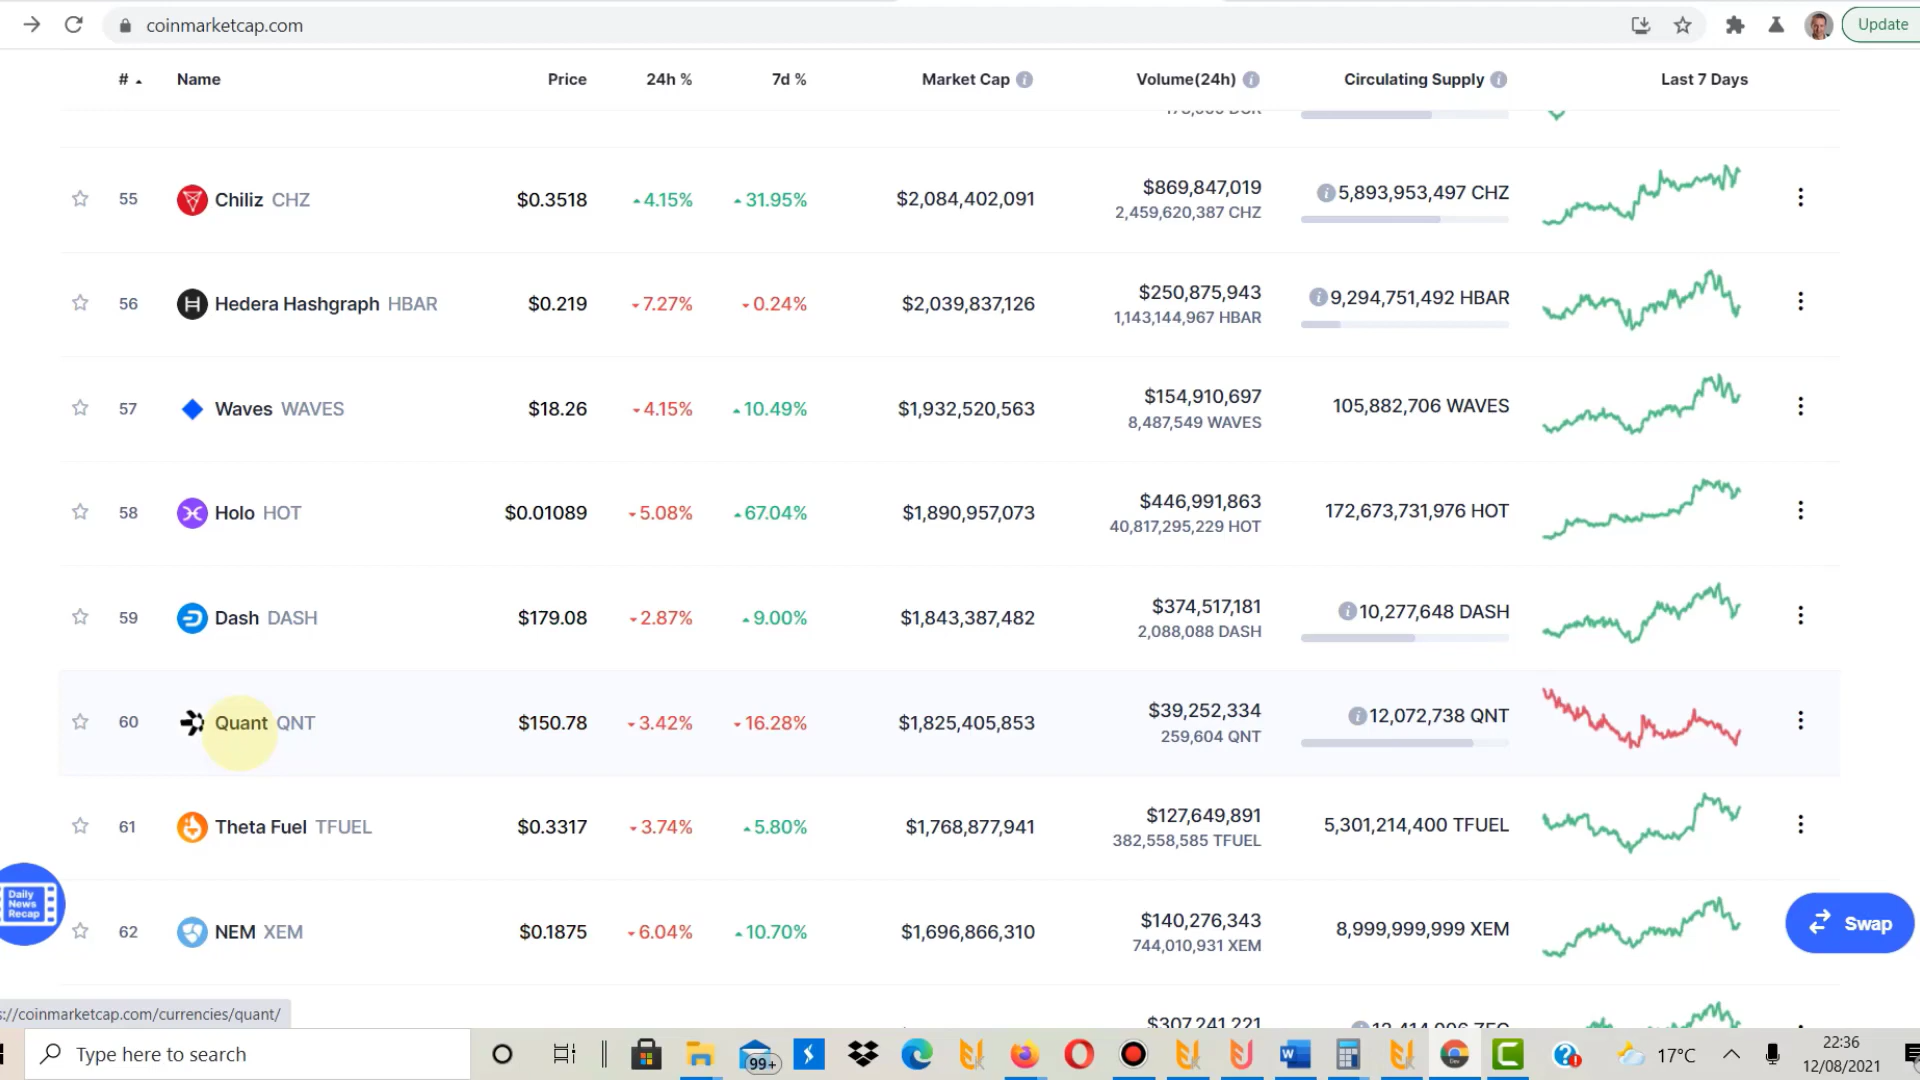 coinmarketcap.com
Update
# Name Price 24h % 7d % Market Cap Volume(24h) Circulating Supply Last 7 Days
55 Chiliz CHZ $0.3518 4.15% 31.95% $2,084,402,091 $869,847,019 5,893,953,497 CHZ
2,459,620,387 CHZ
56 Hedera Hashgraph HBAR $0.219 7.27% 0.24% $2,039,837,126 $250,875,943 9,294,751,492 HBAR
1,143,144,967 HBAR
57 Waves WAVES $18.26 4.15% 10.49% $1,932,520,563 $154,910,697 105,882,706 WAVES
8,487,549 WAVES
58 Holo HOT $0.01089 5.08% 67.04% $1,890,957,073 $446,991,863 172,673,731,976 HOT
40,817,295,229 HOT
59 Dash DASH $179.08 2.87% 9.00% $1,843,387,482 $374,517,181 10,277,648 DASH
2,088,088 DASH
60 Quant QNT $150.78 3.42% 16.28% $1,825,405,853 $39,252,334 12,072,738 QNT
259,604 QNT
61 Theta Fuel TFUEL $0.3317 3.74% 5.80% $1,768,877,941 $127,649,891 5,301,214,400 TFUEL
382,558,585 TFUEL
Daily
News
Recap
62 NEM XEM $0.1875 6.04% 10.70% $1,696,866,310 $140,276,343 8,999,999,999 XEM
744,010,931 XEM
Swap
://coinmarketcap.com/currencies/quant/
$307,241,221
Type here to search
99+
17°C
22:36
12/08/2021